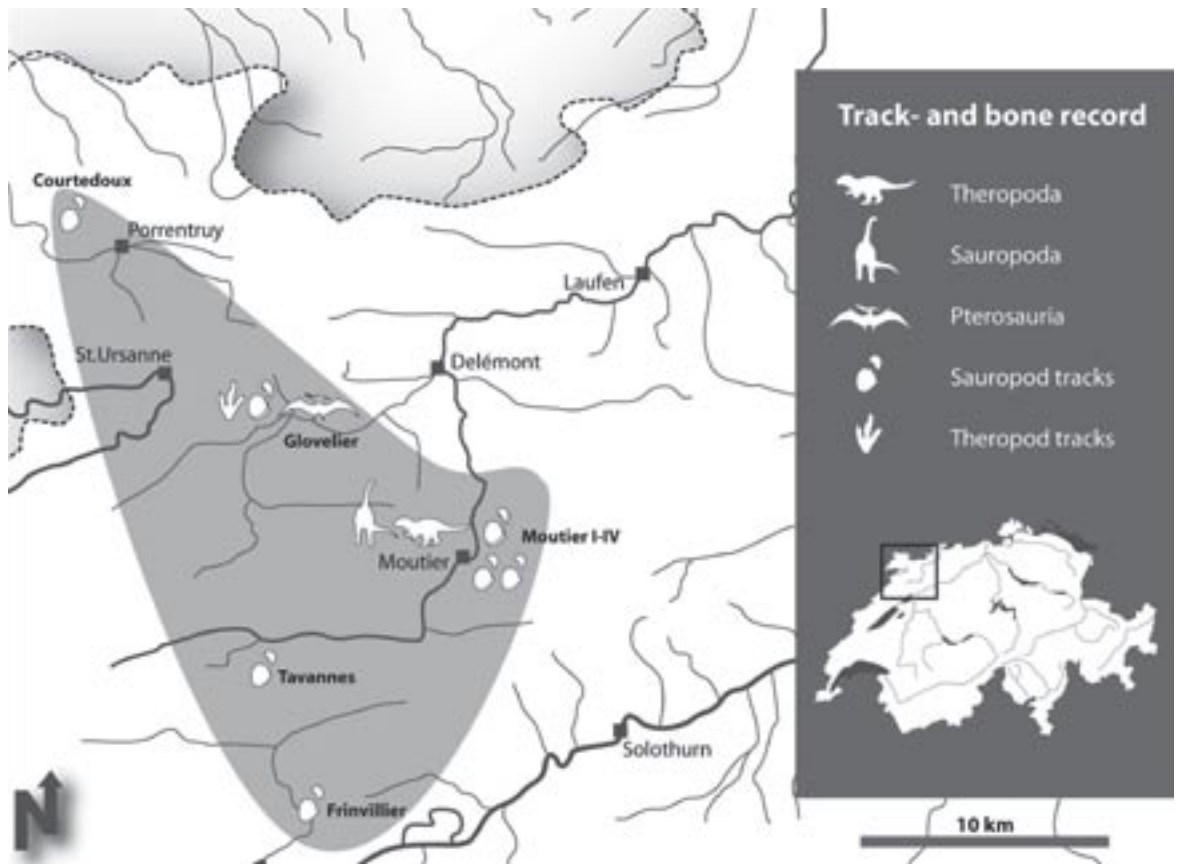 Courtedoux
Porrentruy
Laufen
St.Ursanne
Delémont
Glovelier
Moutier I-IV
Moutier
Tavannes
Solothurn
Frinvillier
N
Track- and bone record
Theropoda
Sauropoda
Pterosauria
Sauropod tracks
Theropod tracks
10 km